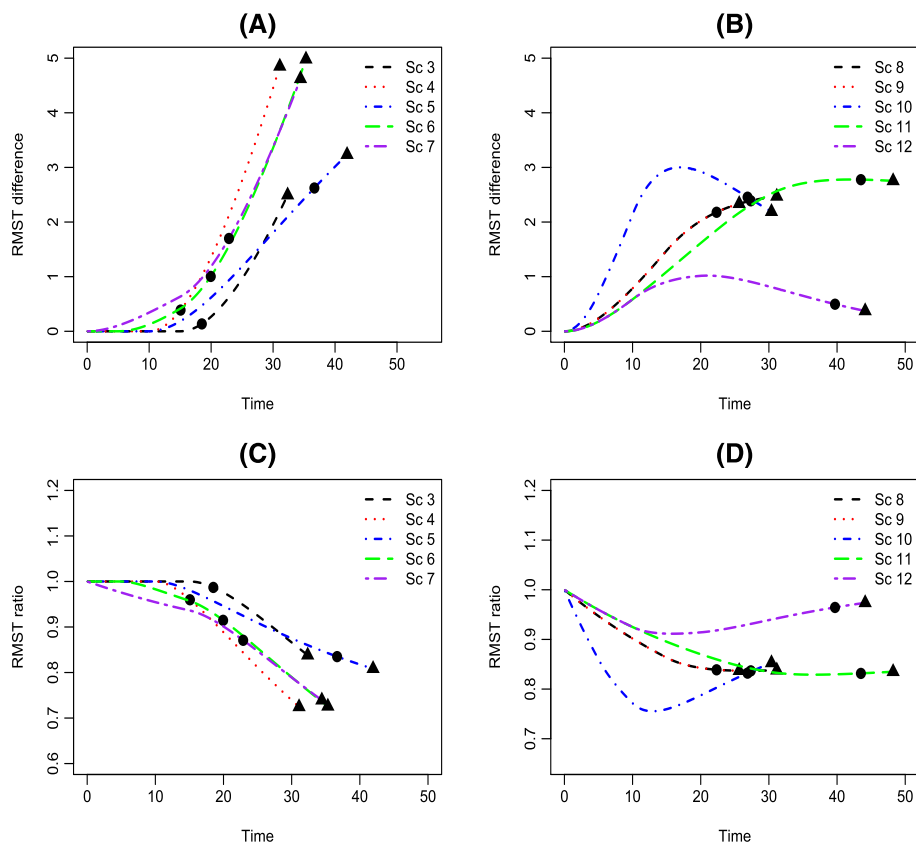 (A)
RMST difference
5
4
3
2
1
0
Sc 3
Sc 4
Sc 5
Sc 6
Sc 7
0 10 20 30 40 50
Time
(B)
RMST difference
5
4
3
2
1
0
Sc 8
Sc 9
Sc 10
Sc 11
Sc 12
0 10 20 30 40 50
Time
(C)
RMST ratio
1.2
1.1
1.0
0.9
0.8
0.7
0.6
Sc 3
Sc 4
Sc 5
Sc 6
Sc 7
0 10 20 30 40 50
Time
(D)
RMST ratio
1.2
1.1
1.0
0.9
0.8
0.7
Sc 8
Sc 9
Sc 10
Sc 11
Sc 12
0 10 20 30 40 50
Time